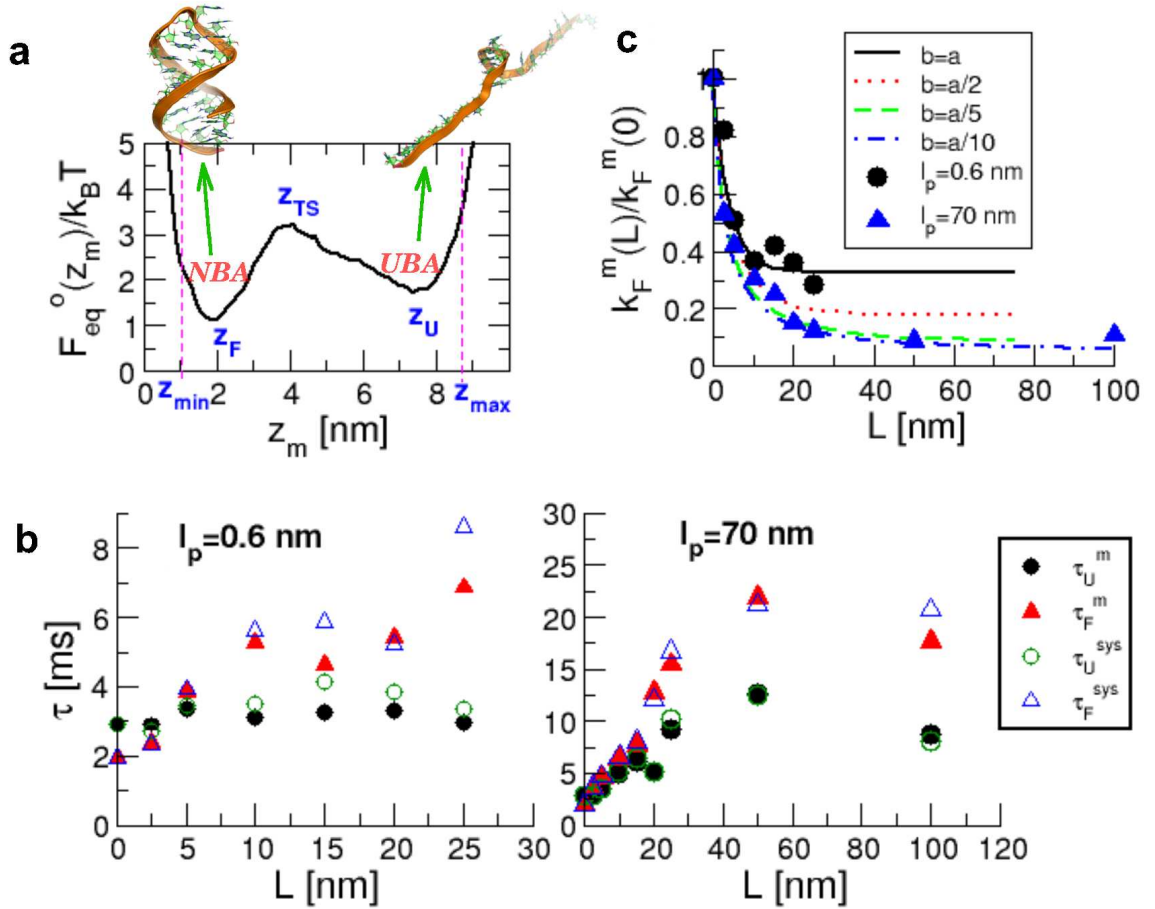 a
5
4
3
2
1
0
F_eq^o(z_m)/k_BT
z_TS
NBA
UBA
z_F
z_U
0 z_min 2 4 6 8 z_max
z_m [nm]
c
b=a
b=a/2
b=a/5
b=a/10
l_p=0.6 nm
l_p=70 nm
1
0.8
0.6
0.4
0.2
0
k_F^m(L)/k_F^m(0)
0 20 40 60 80 100
L [nm]
b
l_p=0.6 nm
8
6
4
2
0
τ [ms]
0 5 10 15 20 25 30
L [nm]
l_p=70 nm
30
25
20
15
10
5
0
0 20 40 60 80 100 120
L [nm]
τ_U^m
τ_F^m
τ_U^sys
τ_F^sys